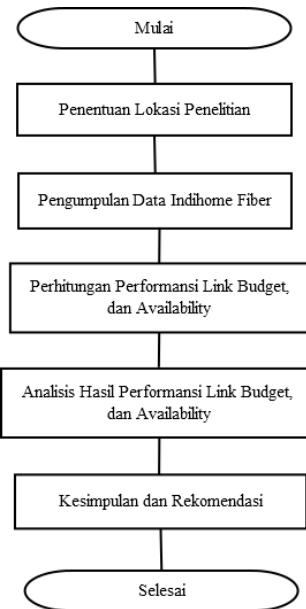 Mulai
Penentuan Lokasi Penelitian
Pengumpulan Data Indihome Fiber
Perhitungan Performansi Link Budget,
dan Availability
Analisis Hasil Performansi Link Budget,
dan Availability
Kesimpulan dan Rekomendasi
Selesai